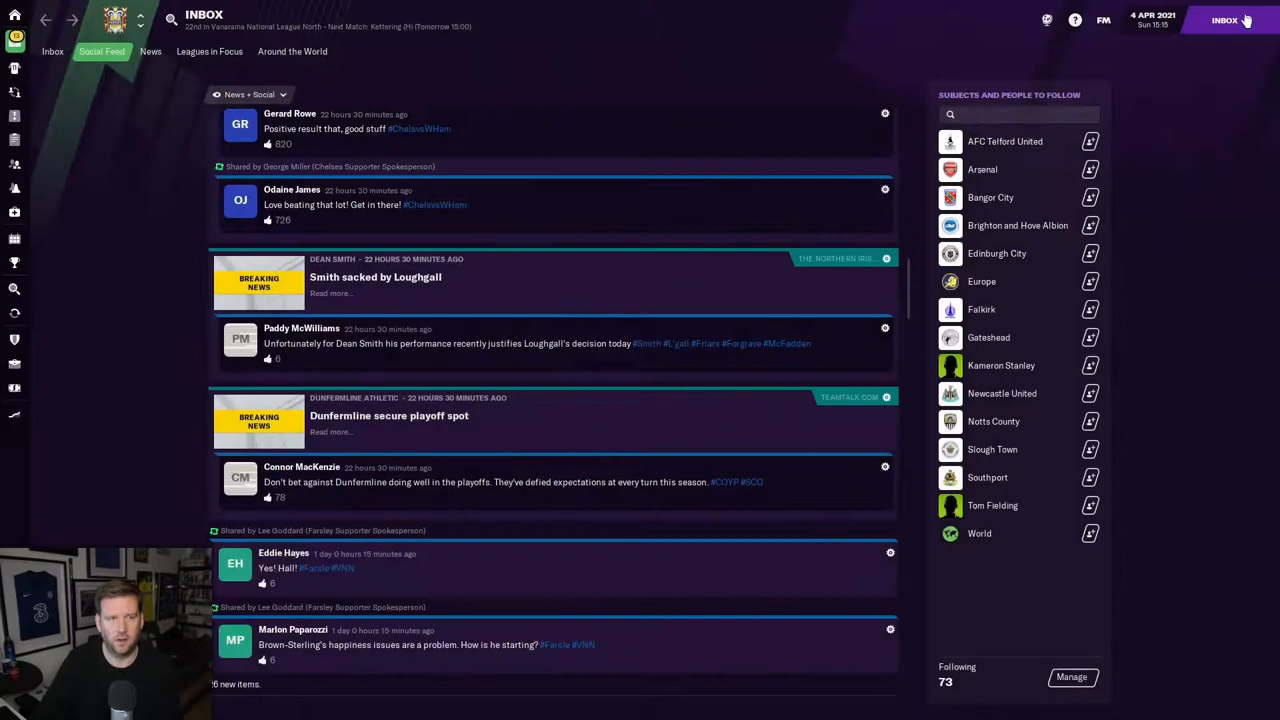 INBOX
22nd in Vanarama National League North - Next Match: Kettering (H) (Tomorrow 15:00)
FM
4 APR 2021
Sun 15:15
INBOX
13
Inbox
Social Feed
News
Leagues in Focus
Around the World
News + Social
GR
Gerard Rowe 22 hours 30 minutes ago
Positive result that, good stuff #ChelsvsWHam
820
Shared by George Miller (Chelsea Supporter Spokesperson)
OJ
Odaine James 22 hours 30 minutes ago
Love beating that lot! Get in there! #ChelsvsWHam
726
BREAKING NEWS
DEAN SMITH - 22 HOURS 30 MINUTES AGO
THE NORTHERN IRIS...
Smith sacked by Loughgall
Read more...
PM
Paddy McWilliams 22 hours 30 minutes ago
Unfortunately for Dean Smith his performance recently justifies Loughgall's decision today #Smith #L'gall #Friars #Forgrave #McFadden
6
BREAKING NEWS
DUNFERMLINE ATHLETIC - 22 HOURS 30 MINUTES AGO
TEAMTALK.COM
Dunfermline secure playoff spot
Read more...
CM
Connor MacKenzie 22 hours 30 minutes ago
Don't bet against Dunfermline doing well in the playoffs. They've defied expectations at every turn this season. #COYP #SCO
78
Shared by Lee Goddard (Farsley Supporter Spokesperson)
EH
Eddie Hayes 1 day 0 hours 15 minutes ago
Yes! Hall! #Farsle #VNN
6
Shared by Lee Goddard (Farsley Supporter Spokesperson)
MP
Marlon Paparozzi 1 day 0 hours 15 minutes ago
Brown-Sterling's happiness issues are a problem. How is he starting? #Farsle #VNN
6
26 new items.
SUBJECTS AND PEOPLE TO FOLLOW
AFC Telford United
Arsenal
Bangor City
Brighton and Hove Albion
Edinburgh City
Europe
Falkirk
Gateshead
Kameron Stanley
Newcastle United
Notts County
Slough Town
Southport
Tom Fielding
World
Following
73
Manage